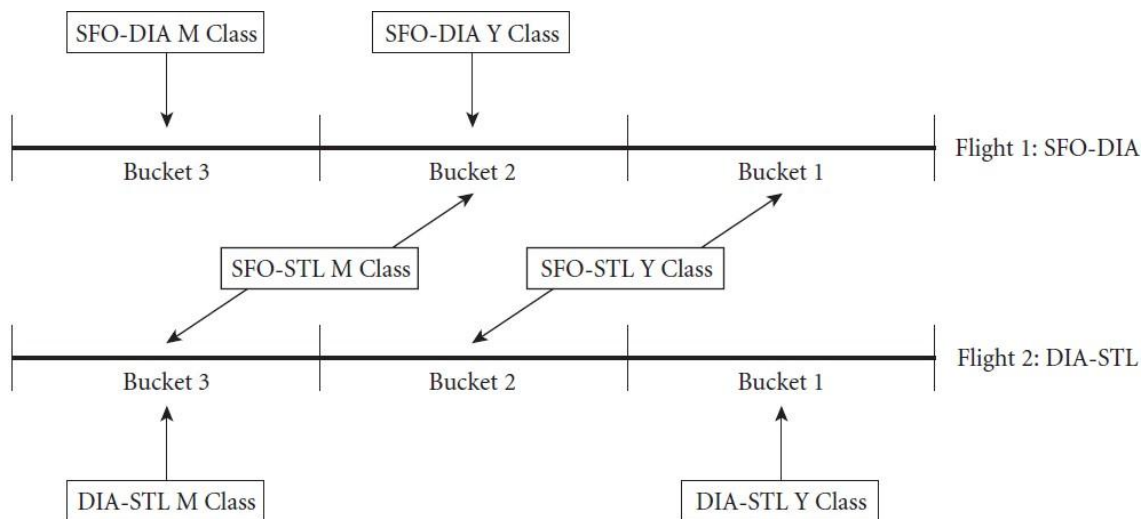 SFO-DIA M Class
SFO-DIA Y Class
Bucket 3
Bucket 2
Bucket 1
Flight 1: SFO-DIA
SFO-STL M Class
SFO-STL Y Class
Bucket 3
Bucket 2
Bucket 1
Flight 2: DIA-STL
DIA-STL M Class
DIA-STL Y Class